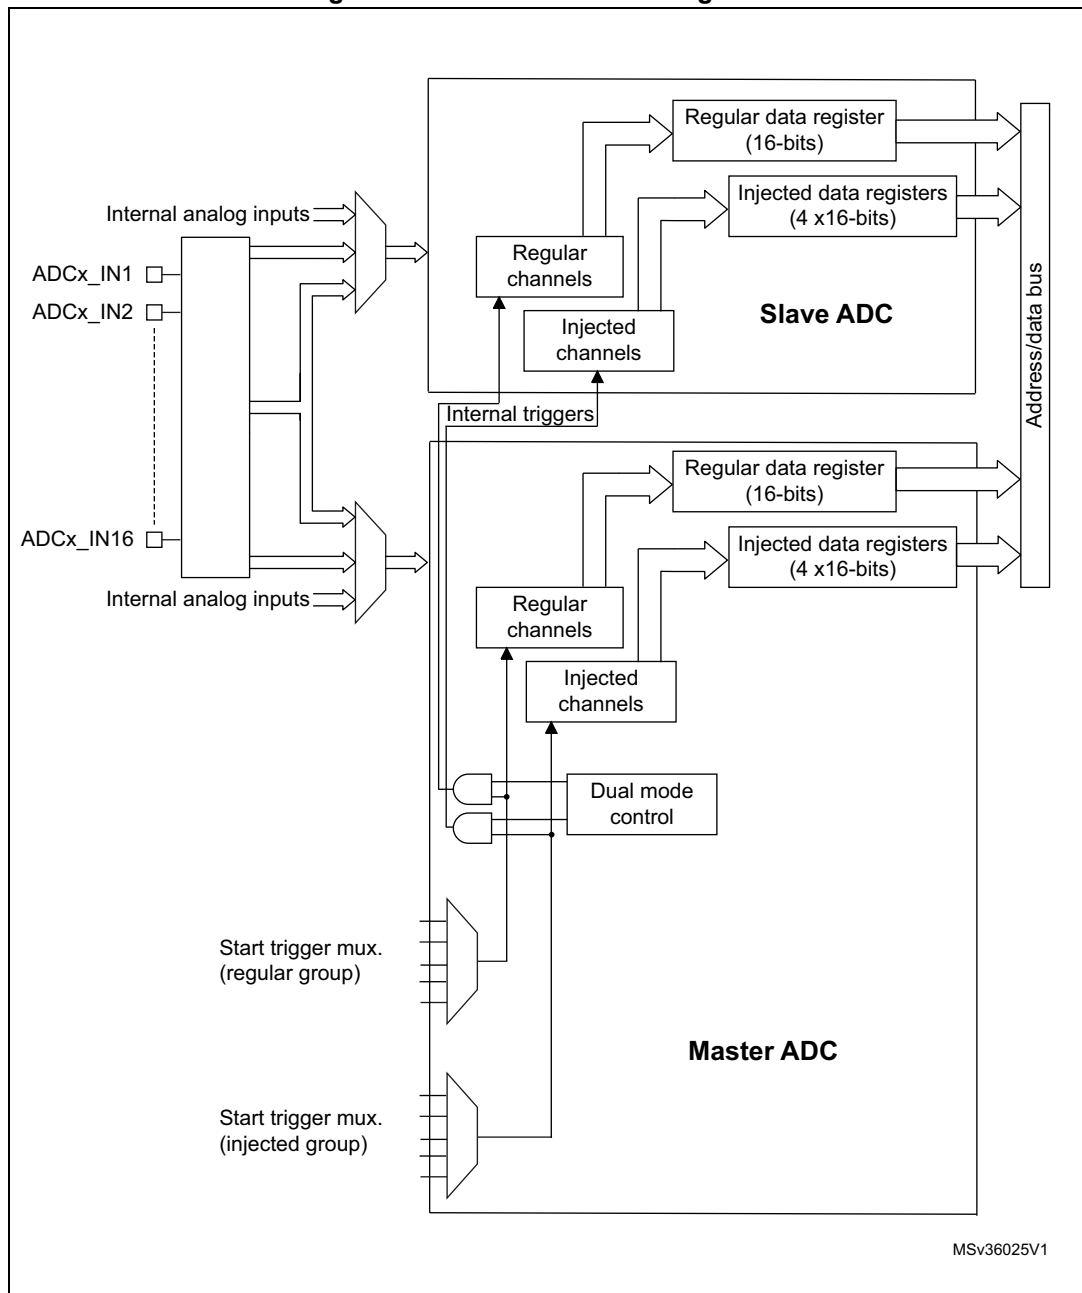 Regular data register
(16-bits)
Internal analog inputs
Injected data registers
(4 x16-bits)
Regular
channels
ADCx_IN1
ADCx_IN2
Slave ADC
Injected
channels
Address/data bus
Internal triggers
Regular data register
(16-bits)
ADCx_IN16
Injected data registers
(4 x16-bits)
Internal analog inputs
Regular
channels
Injected
channels
Dual mode
control
Start trigger mux.
(regular group)
Master ADC
Start trigger mux.
(injected group)
MSv36025V1